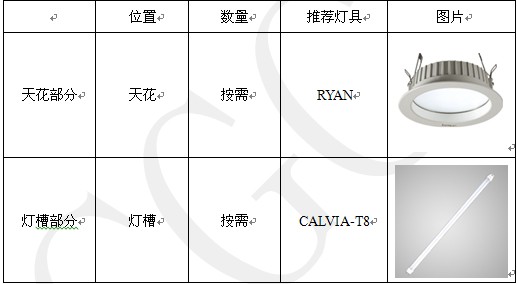 位置 数量 推荐灯具 图片
天花部分 天花 按需 RYAN
灯槽部分 灯槽 按需 CALVIA-T8